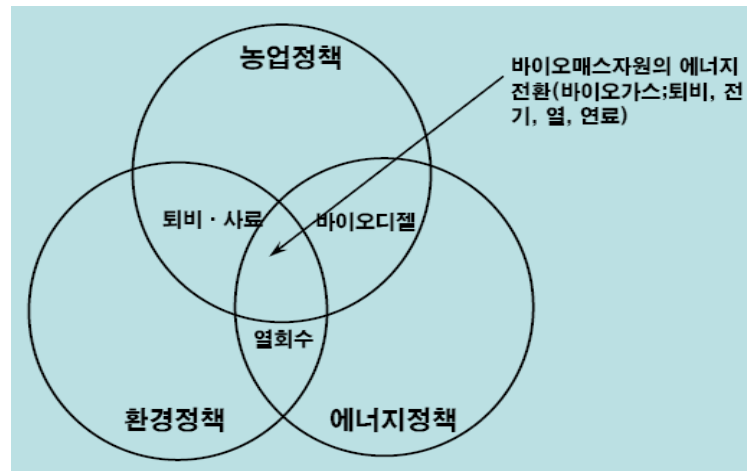 농업정책
바이오매스자원의 에너지
전환(바이오가스;퇴비, 전
기, 열, 연료)
퇴비 · 사료
바이오디젤
열회수
환경정책
에너지정책